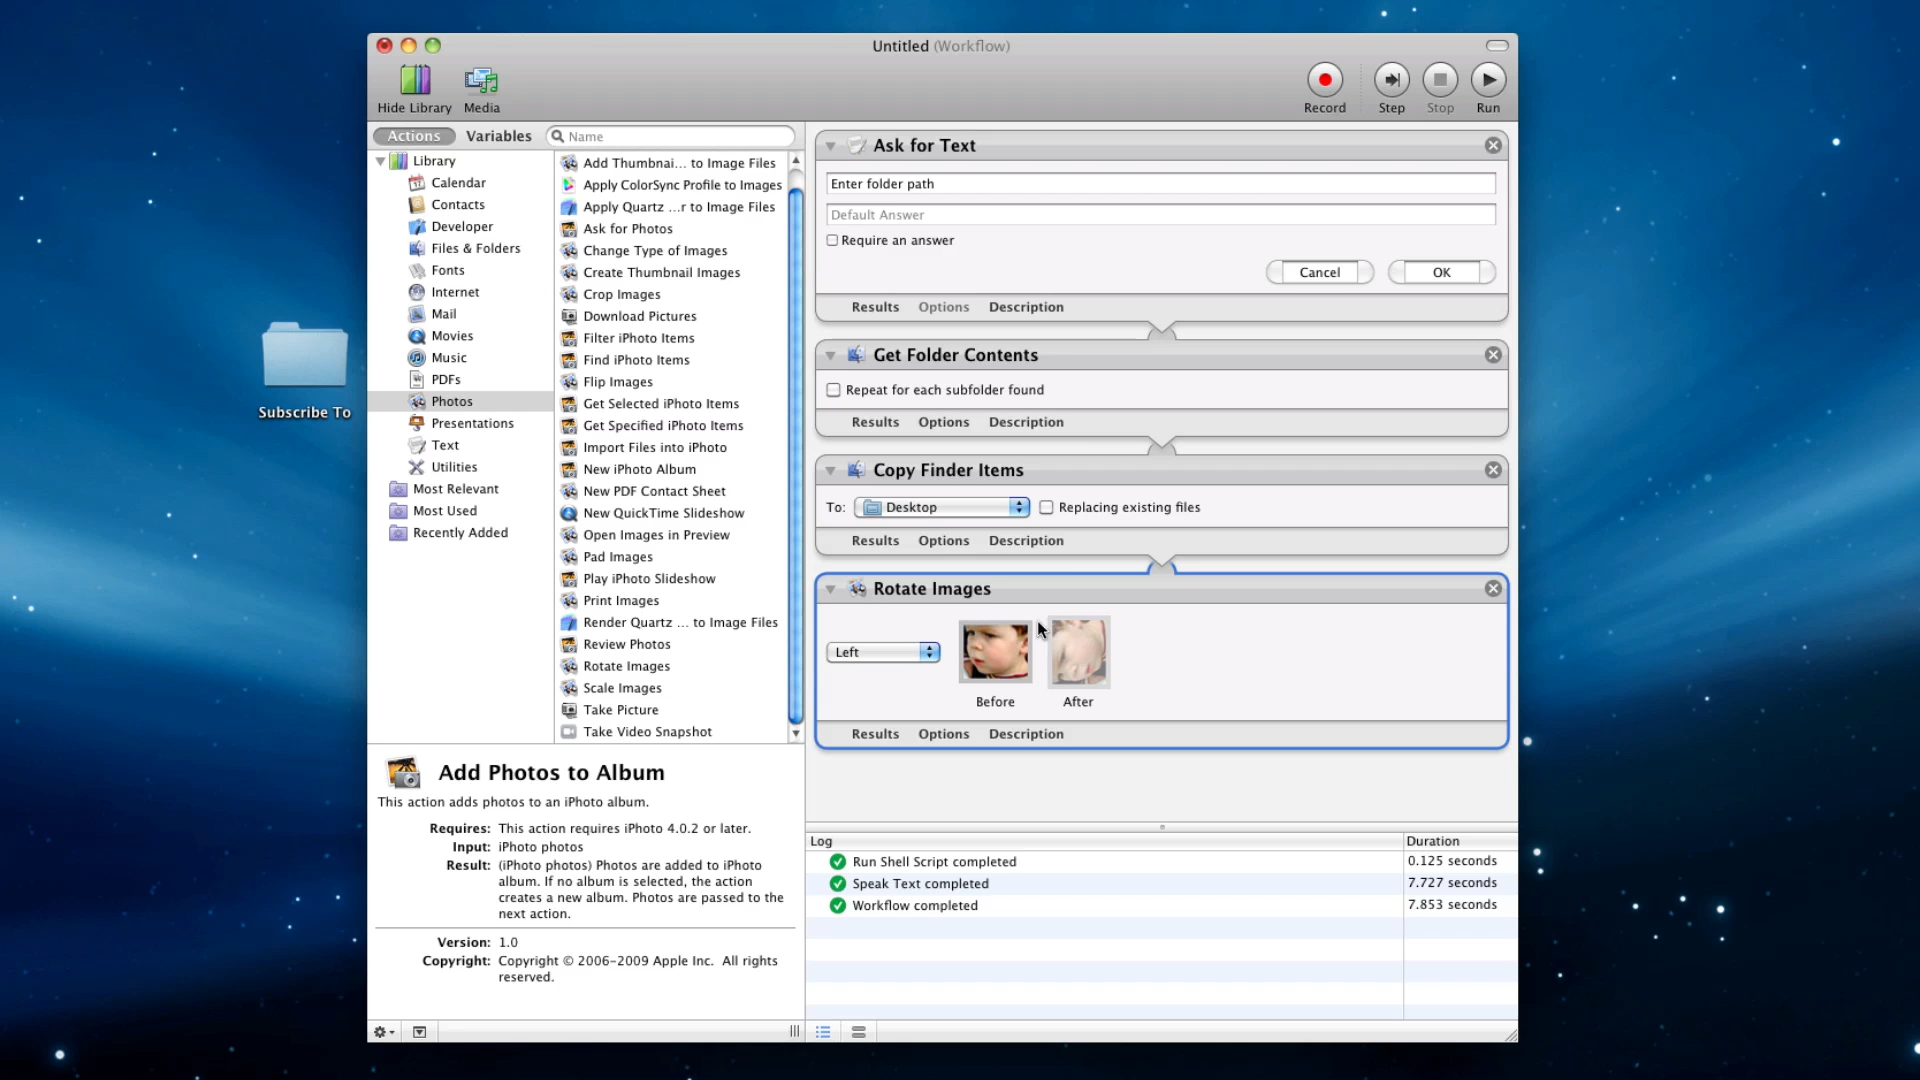 Untitled (Workflow)
Hide Library
Media
Record
Step
Stop
Run
Actions
Variables
Name
Library
Calendar
Contacts
Developer
Files & Folders
Fonts
Internet
Mail
Movies
Music
PDFs
Photos
Presentations
Text
Utilities
Most Relevant
Most Used
Recently Added
Add Thumbnai... to Image Files
Apply ColorSync Profile to Images
Apply Quartz ...r to Image Files
Ask for Photos
Change Type of Images
Create Thumbnail Images
Crop Images
Download Pictures
Filter iPhoto Items
Find iPhoto Items
Flip Images
Get Selected iPhoto Items
Get Specified iPhoto Items
Import Files into iPhoto
New iPhoto Album
New PDF Contact Sheet
New QuickTime Slideshow
Open Images in Preview
Pad Images
Play iPhoto Slideshow
Print Images
Render Quartz ... to Image Files
Review Photos
Rotate Images
Scale Images
Take Picture
Take Video Snapshot
Subscribe To
Ask for Text
Enter folder path
Default Answer
Require an answer
Cancel
OK
Results Options Description
Get Folder Contents
Repeat for each subfolder found
Results Options Description
Copy Finder Items
To: Desktop Replacing existing files
Results Options Description
Rotate Images
Left
Before
After
Results Options Description
Add Photos to Album
This action adds photos to an iPhoto album.
Requires: This action requires iPhoto 4.0.2 or later.
Input: iPhoto photos
Result: (iPhoto photos) Photos are added to iPhoto
album. If no album is selected, the action
creates a new album. Photos are passed to the
next action.
Version: 1.0
Copyright: Copyright © 2006-2009 Apple Inc. All rights
reserved.
Log Duration
Run Shell Script completed 0.125 seconds
Speak Text completed 7.727 seconds
Workflow completed 7.853 seconds